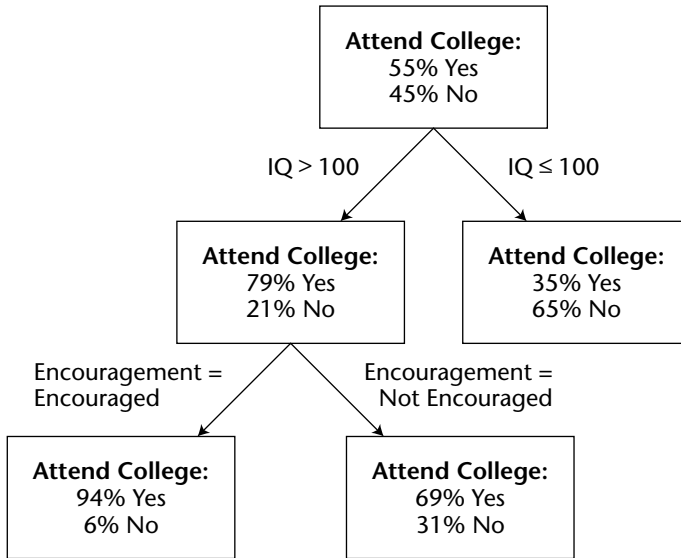 Attend College:
55% Yes
45% No
IQ > 100
IQ ≤ 100
Attend College:
79% Yes
21% No
Attend College:
35% Yes
65% No
Encouragement =
Encouraged
Encouragement =
Not Encouraged
Attend College:
94% Yes
6% No
Attend College:
69% Yes
31% No